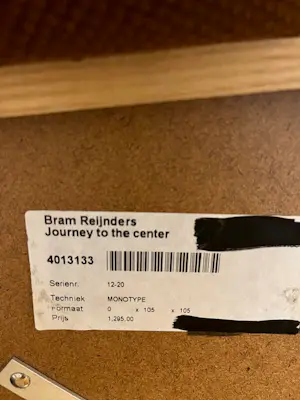 Bram Reijnders
Journey to the center
4013133
Serienr. 12-20
Techniek MONOTYPE
Formaat 0 x 105 x 105
Prijs 1.295,00